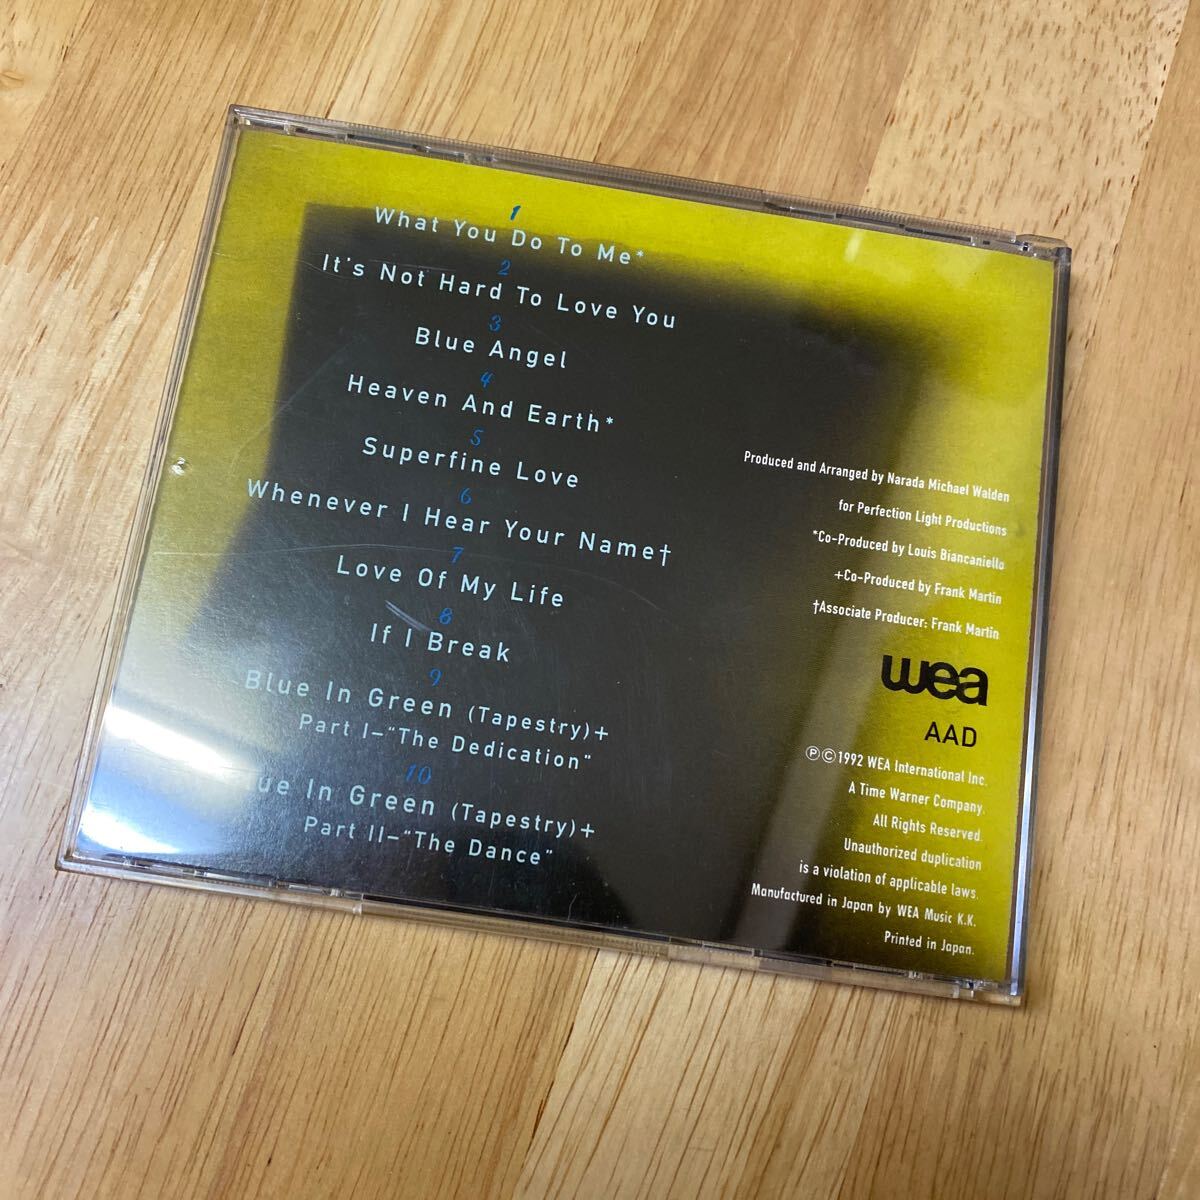 1
What You Do To Me*
2
It's Not Hard To Love You
3
Blue Angel
4
Heaven And Earth*
5
Superfine Love
6
Whenever I Hear Your Name†
7
Love Of My Life
8
If I Break
9
Blue In Green (Tapestry)+
Part I–"The Dedication"
10
In Green (Tapestry)+
Part II–"The Dance"
Produced and Arranged by Narada Michael Walden
for Perfection Light Productions
*Co-Produced by Louis Biancaniello
+Co-Produced by Frank Martin
†Associate Producer: Frank Martin
wea
AAD
ⓅⒸ1992 WEA International Inc.
A Time Warner Company.
All Rights Reserved.
Unauthorized duplication
is a violation of applicable laws.
Manufactured in Japan by WEA Music K.K.
Printed in Japan.